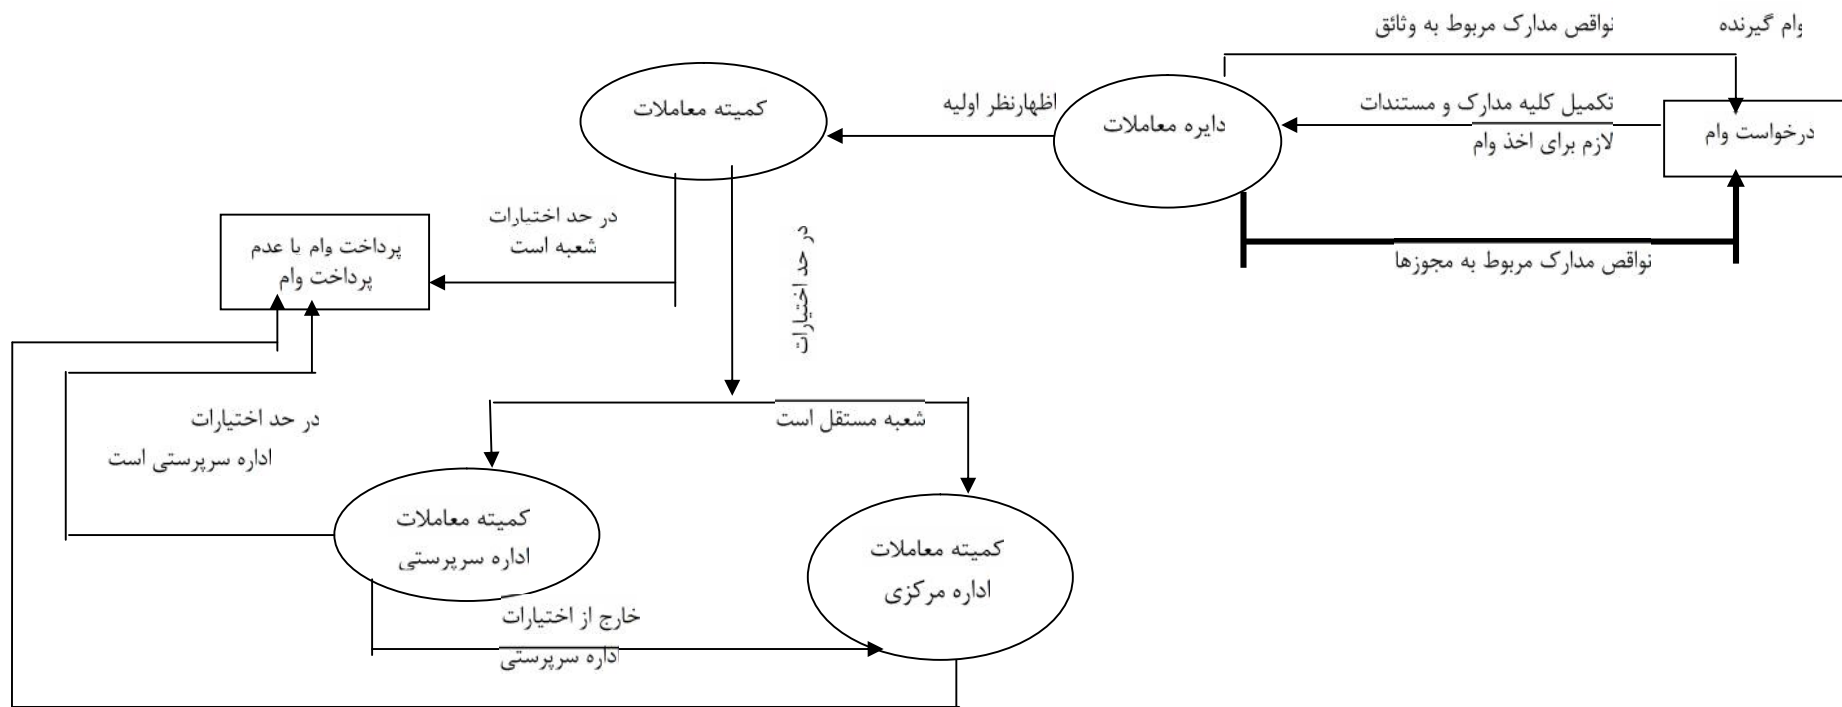 وام گیرنده
نواقص مدارک مربوط به وثائق
درخواست وام
تکمیل کلیه مدارک و مستندات
لازم برای اخذ وام
نواقص مدارک مربوط به مجوزها
دایره معاملات
اظهارنظر اولیه
کمیته معاملات
در حد اختیارات
شعبه است
پرداخت وام یا عدم
پرداخت وام
در حد اختیارات
شعبه مستقل است
در حد اختیارات
اداره سرپرستی است
کمیته معاملات
اداره سرپرستی
کمیته معاملات
اداره مرکزی
خارج از اختیارات
اداره سرپرستی